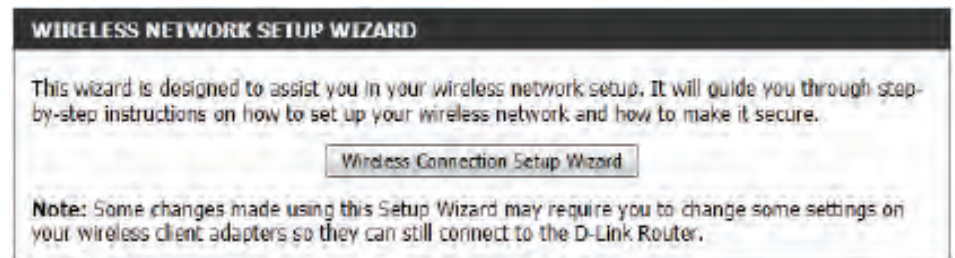 WIRELESS NETWORK SETUP WIZARD
This wizard is designed to assist you in your wireless network setup. It will guide you through step-
by-step instructions on how to set up your wireless network and how to make it secure.
Wireless Connection Setup Wizard
Note: Some changes made using this Setup Wizard may require you to change some settings on
your wireless client adapters so they can still connect to the D-Link Router.